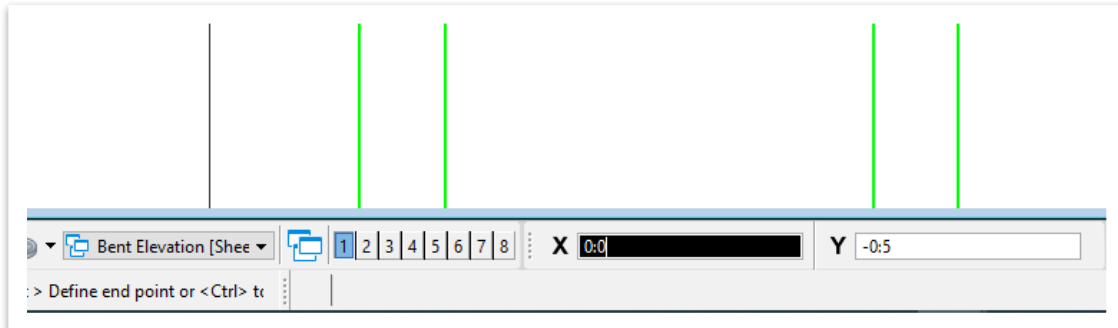 Bent Elevation [Shee 1 2 3 4 5 6 7 8 X 0:0 Y -0:5
: > Define end point or <Ctrl> to